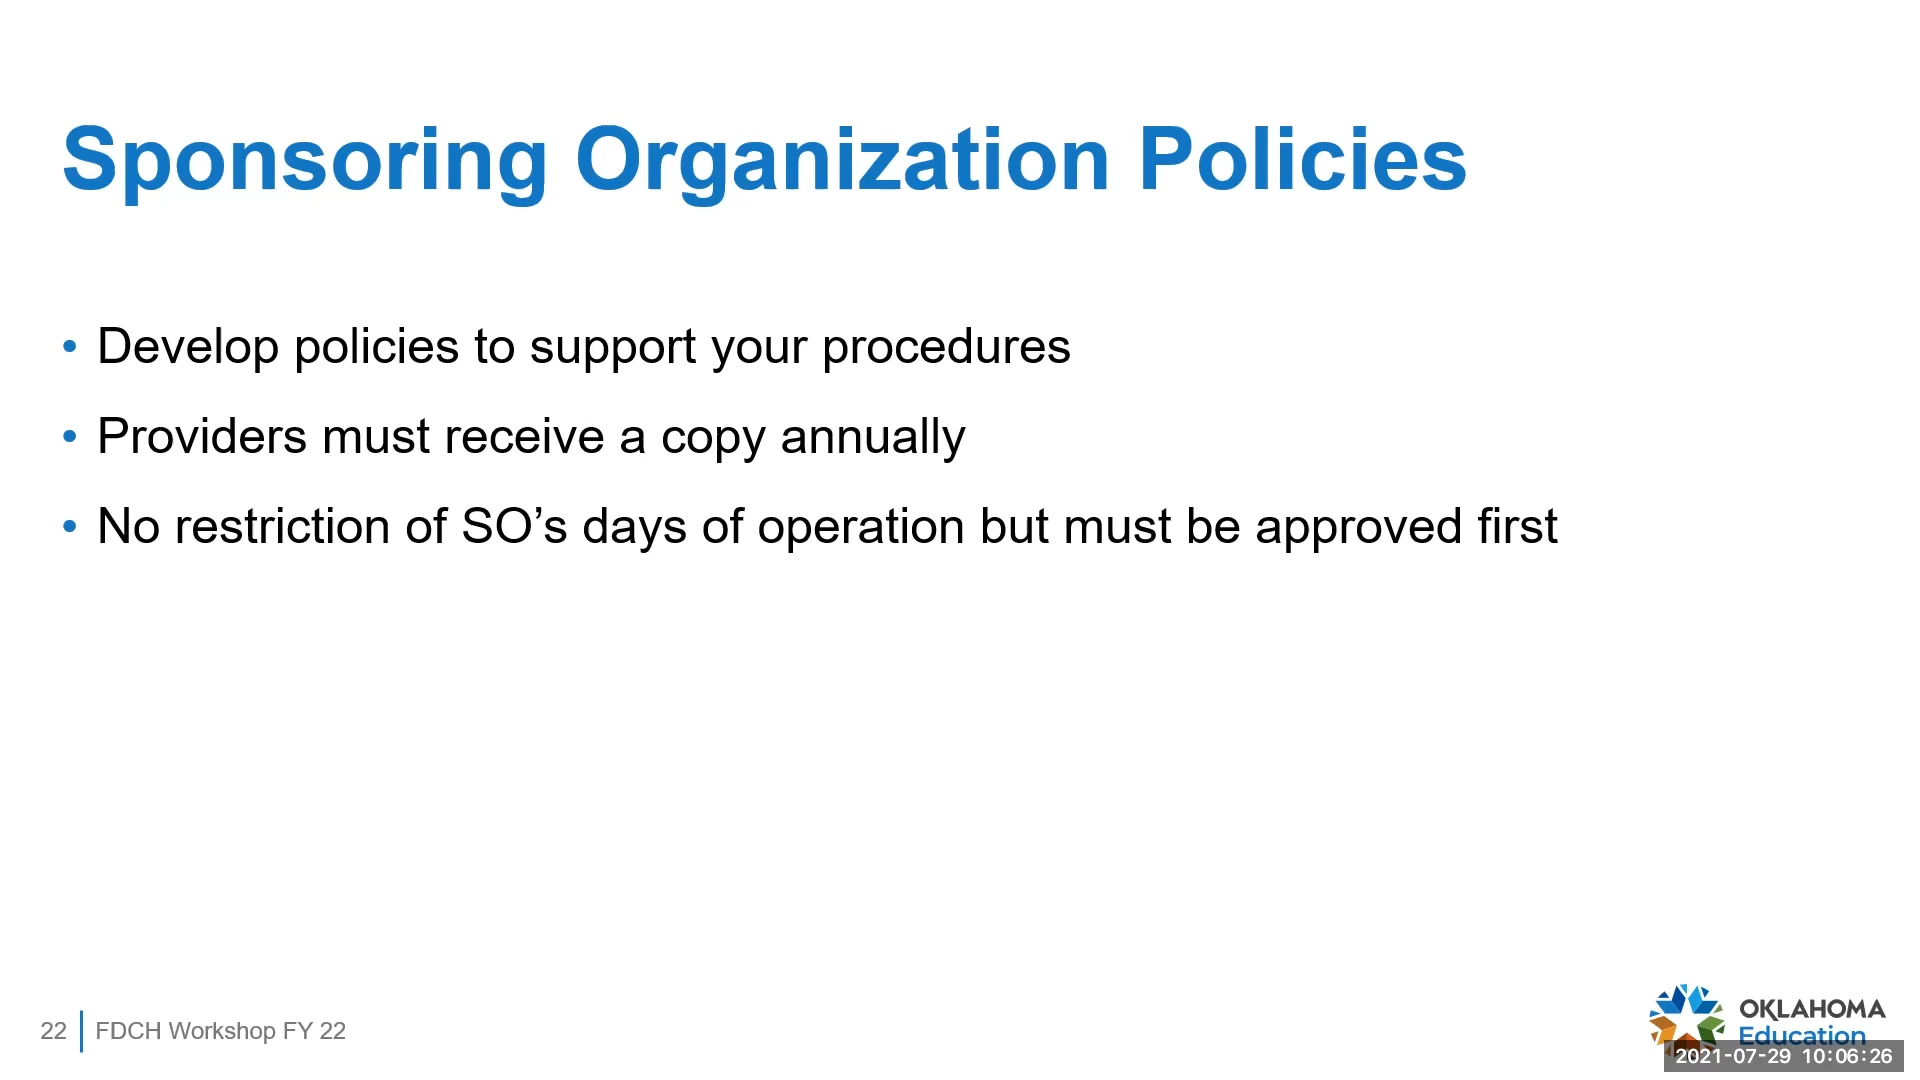 Sponsoring Organization Policies
• Develop policies to support your procedures
• Providers must receive a copy annually
• No restriction of SO’s days of operation but must be approved first
22
FDCH Workshop FY 22
OKLAHOMA
Education
2021-07-29 10:06:26